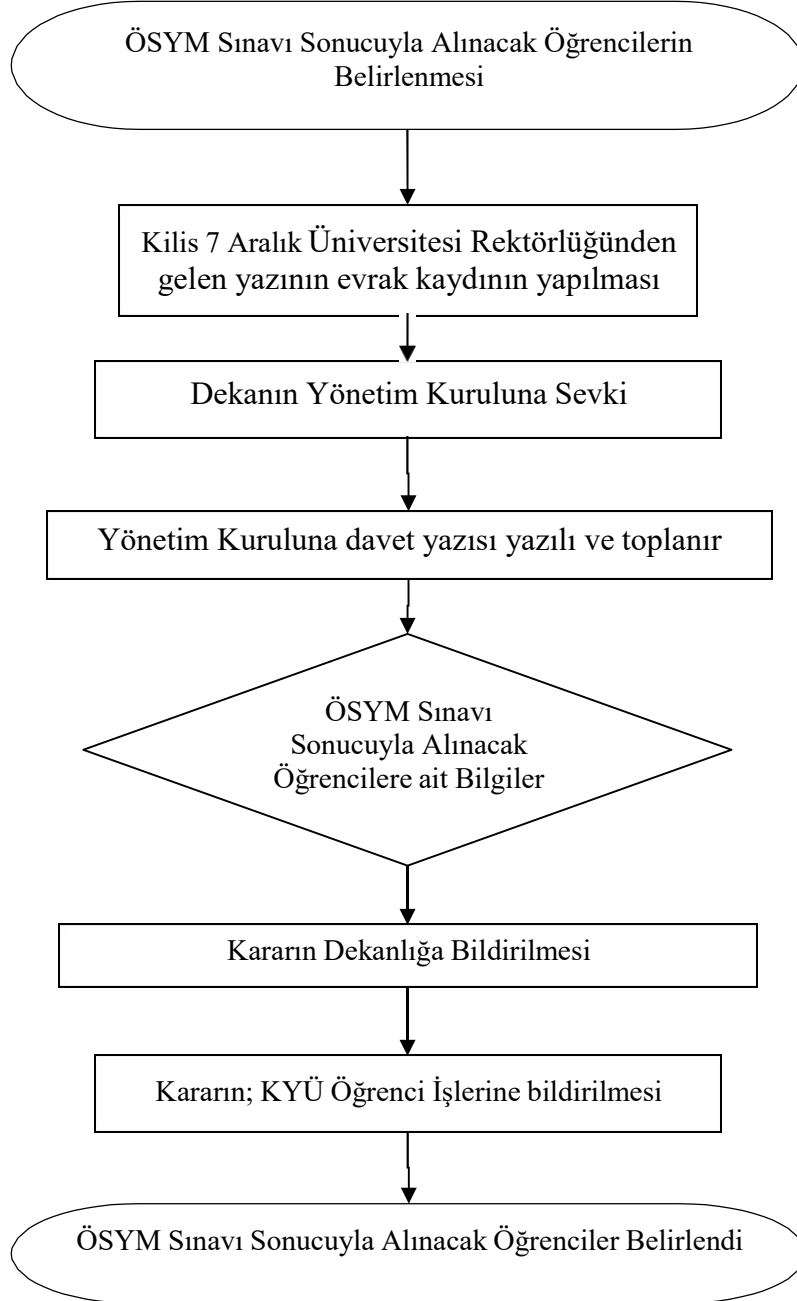 ÖSYM Sınavı Sonucuyla Alınacak Öğrencilerin
Belirlenmesi
Kilis 7 Aralık Üniversitesi Rektörlüğünden
gelen yazının evrak kaydının yapılması
Dekanın Yönetim Kuruluna Sevki
Yönetim Kuruluna davet yazısı yazılı ve toplanır
ÖSYM Sınavı
Sonucuyla Alınacak
Öğrencilere ait Bilgiler
Kararın Dekanlığa Bildirilmesi
Kararın; KYÜ Öğrenci İşlerine bildirilmesi
ÖSYM Sınavı Sonucuyla Alınacak Öğrenciler Belirlendi